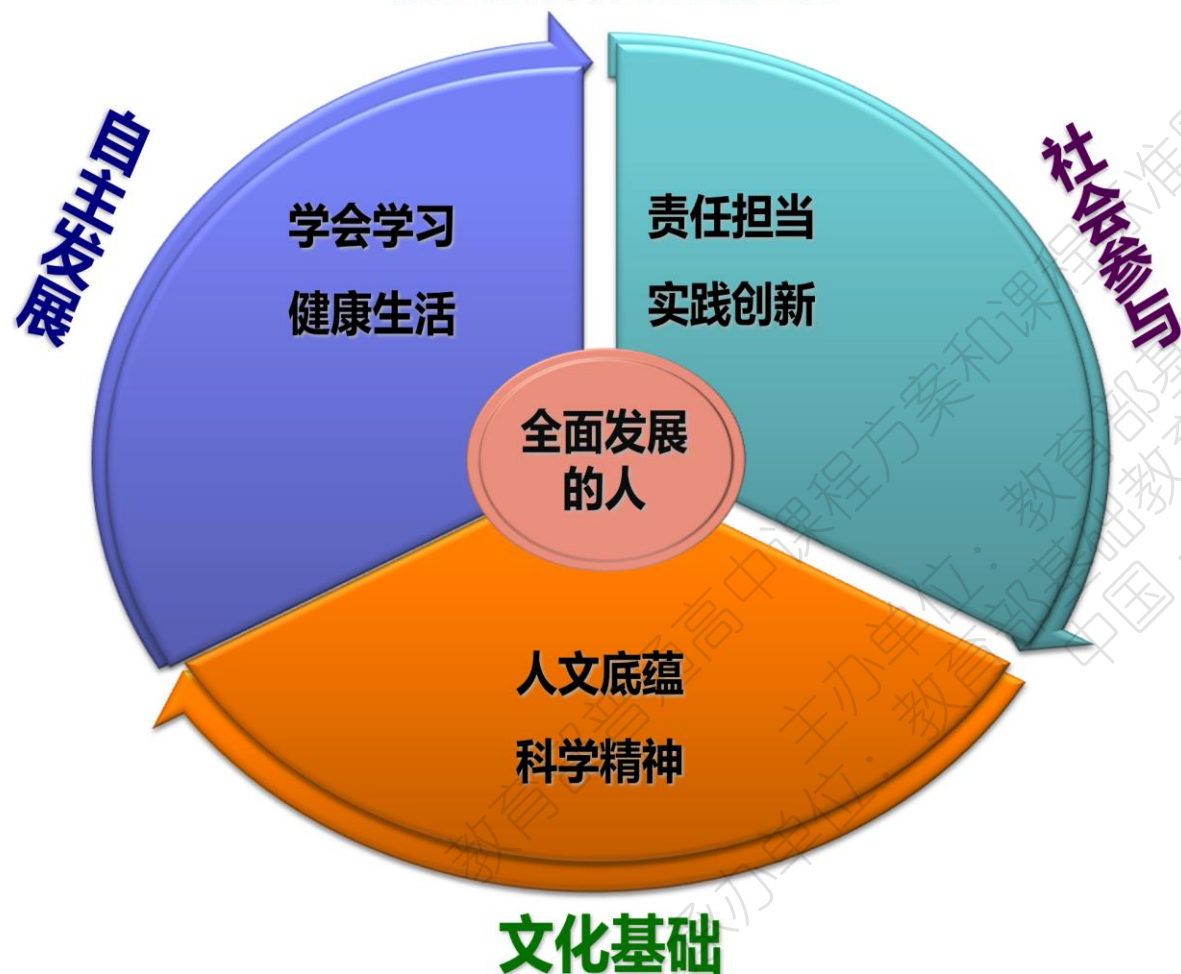 自主发展
学会学习
健康生活
社会参与
责任担当
实践创新
全面发展
的人
人文底蕴
科学精神
文化基础